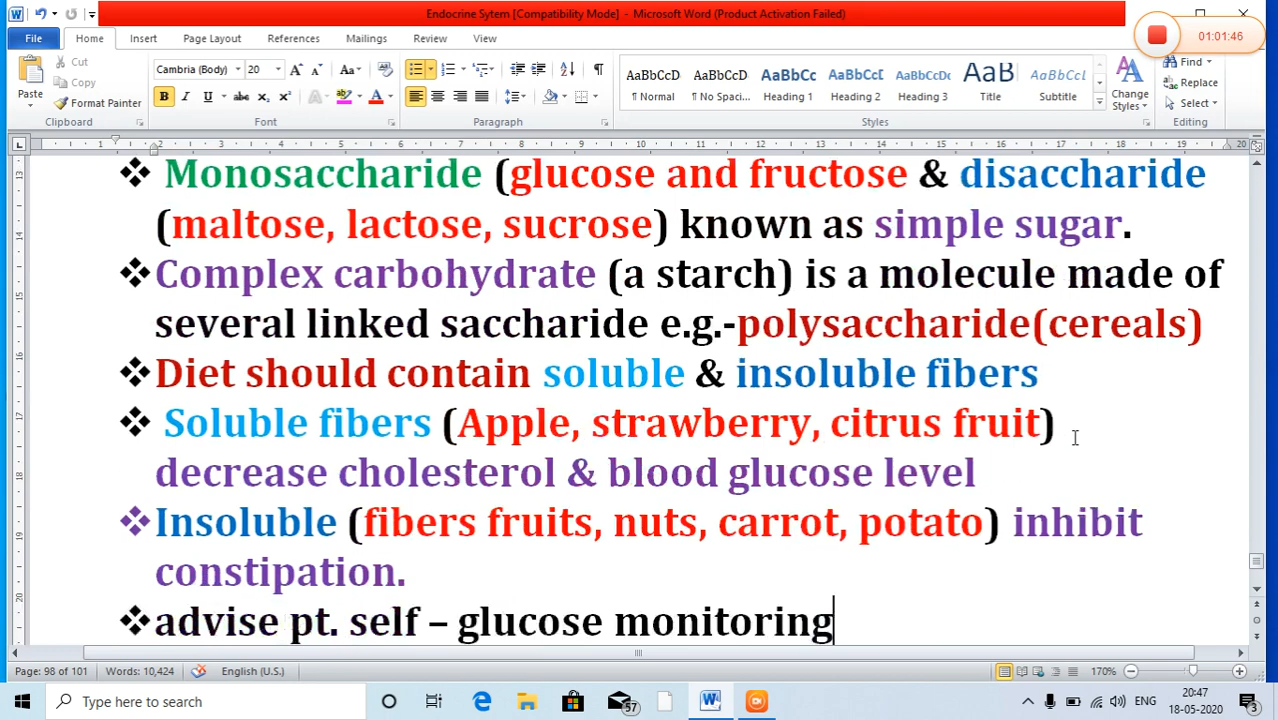 Endocrine Sytem [Compatibility Mode] - Microsoft Word (Product Activation Failed)
01:01:46
File Home Insert Page Layout References Mailings Review View
Paste Cut Copy Format Painter
Cambria (Body) 20
AaBbCcD AaBbCcD AaBbCc AaBbCc AaBbCcDc AaB AaBbCcl
¶ Normal ¶ No Spaci... Heading 1 Heading 2 Heading 3 Title Subtitle
Change Styles
Find Replace Select
Clipboard Font Paragraph Styles Editing
❖ Monosaccharide (glucose and fructose & disaccharide
(maltose, lactose, sucrose) known as simple sugar.
❖Complex carbohydrate (a starch) is a molecule made of
several linked saccharide e.g.-polysaccharide(cereals)
❖Diet should contain soluble & insoluble fibers
❖ Soluble fibers (Apple, strawberry, citrus fruit)
decrease cholesterol & blood glucose level
❖Insoluble (fibers fruits, nuts, carrot, potato) inhibit
constipation.
❖advise pt. self – glucose monitoring
Page: 98 of 101 Words: 10,424 English (U.S.) 170%
Type here to search 57 ENG 20:47
18-05-2020 3